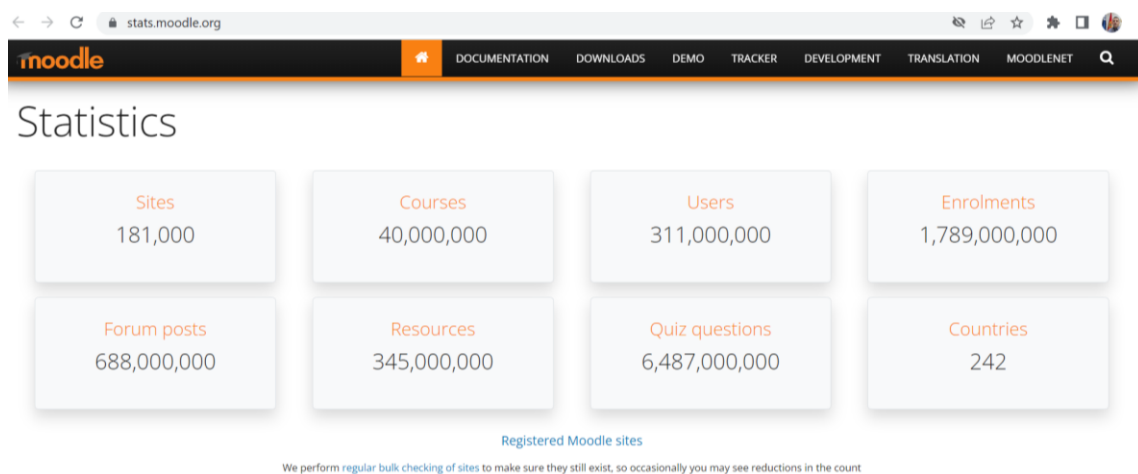 stats.moodle.org
moodle
DOCUMENTATION DOWNLOADS DEMO TRACKER DEVELOPMENT TRANSLATION MOODLENET
Statistics
Sites Courses Users Enrolments
181,000 40,000,000 311,000,000 1,789,000,000
Forum posts Resources Quiz questions Countries
688,000,000 345,000,000 6,487,000,000 242
Registered Moodle sites
We perform regular bulk checking of sites to make sure they still exist, so occasionally you may see reductions in the count